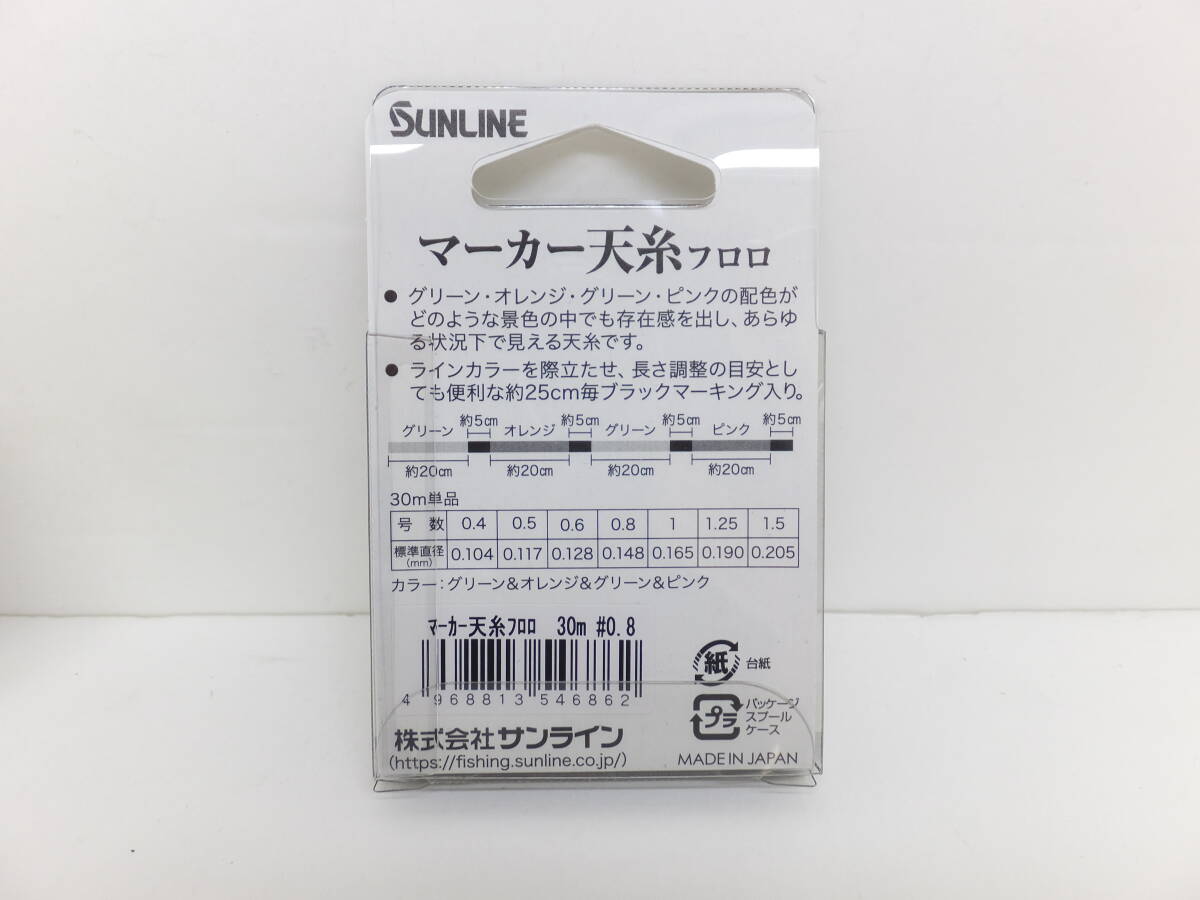 SUNLINE
マーカー天糸フロロ
● グリーン・オレンジ・グリーン・ピンクの配色が
どのような景色の中でも存在感を出し、あらゆ
る状況下で見える天糸です。
● ラインカラーを際立たせ、長さ調整の目安とし
ても便利な約25cm毎ブラックマーキング入り。
グリーン 約5cm オレンジ 約5cm グリーン 約5cm ピンク 約5cm
約20cm 約20cm 約20cm 約20cm
30m単品
号 数 0.4 0.5 0.6 0.8 1 1.25 1.5
標準直径(mm) 0.104 0.117 0.128 0.148 0.165 0.190 0.205
カラー：グリーン&オレンジ&グリーン&ピンク
マーカー天糸フロロ 30m #0.8
4 968813 546862
紙 台紙
プラ パッケージ
スプール
ケース
株式会社サンライン
(https://fishing.sunline.co.jp/)
MADE IN JAPAN